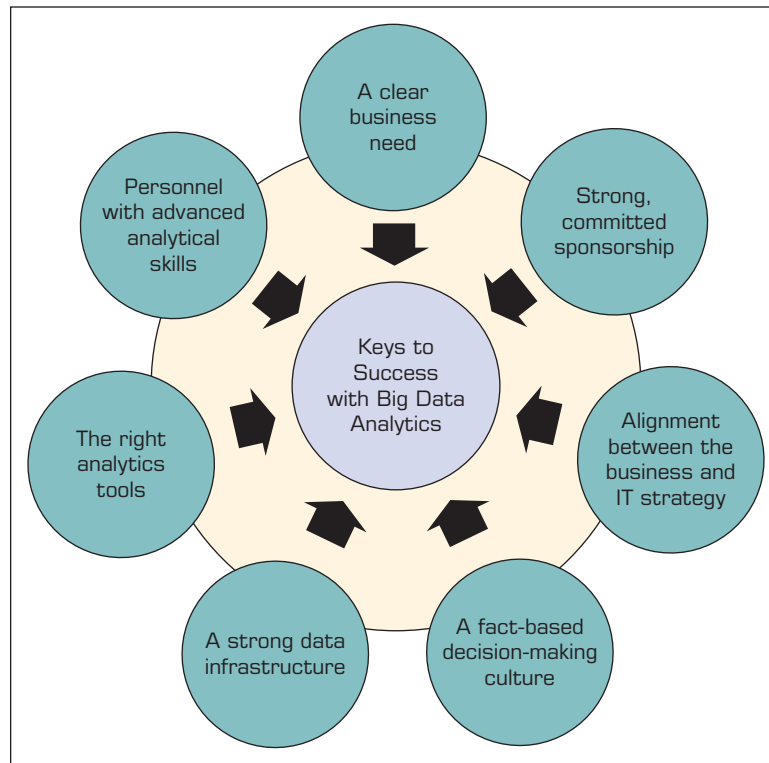 A clear
business
need
Strong,
committed
sponsorship
Alignment
between the
business and
IT strategy
A fact-based
decision-making
culture
A strong data
infrastructure
The right
analytics
tools
Personnel
with advanced
analytical
skills
Keys to
Success
with Big Data
Analytics